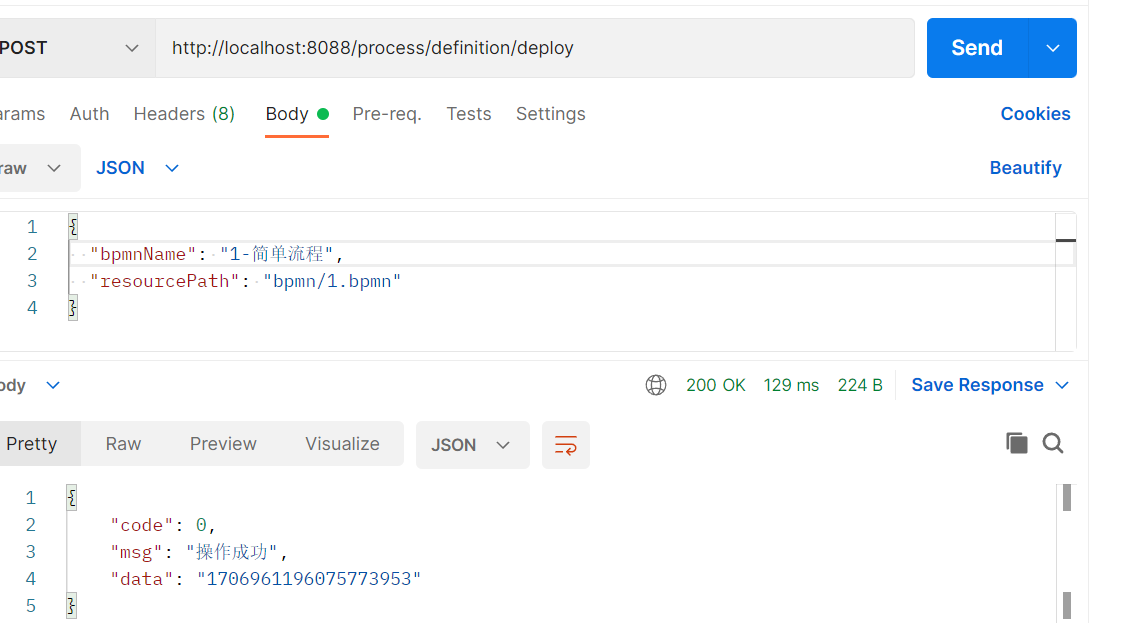 POST http://localhost:8088/process/definition/deploy Send
arams Auth Headers (8) Body Pre-req. Tests Settings Cookies
raw JSON Beautify
1 {
2 "bpmnName": "1-简单流程",
3 "resourcePath": "bpmn/1.bpmn"
4 }
ody 200 OK 129 ms 224 B Save Response
Pretty Raw Preview Visualize JSON
1 {
2 "code": 0,
3 "msg": "操作成功",
4 "data": "1706961196075773953"
5 }